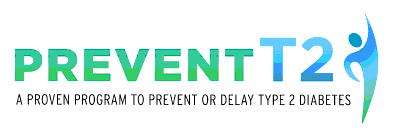 PREVENT T2
A PROVEN PROGRAM TO PREVENT OR DELAY TYPE 2 DIABETES